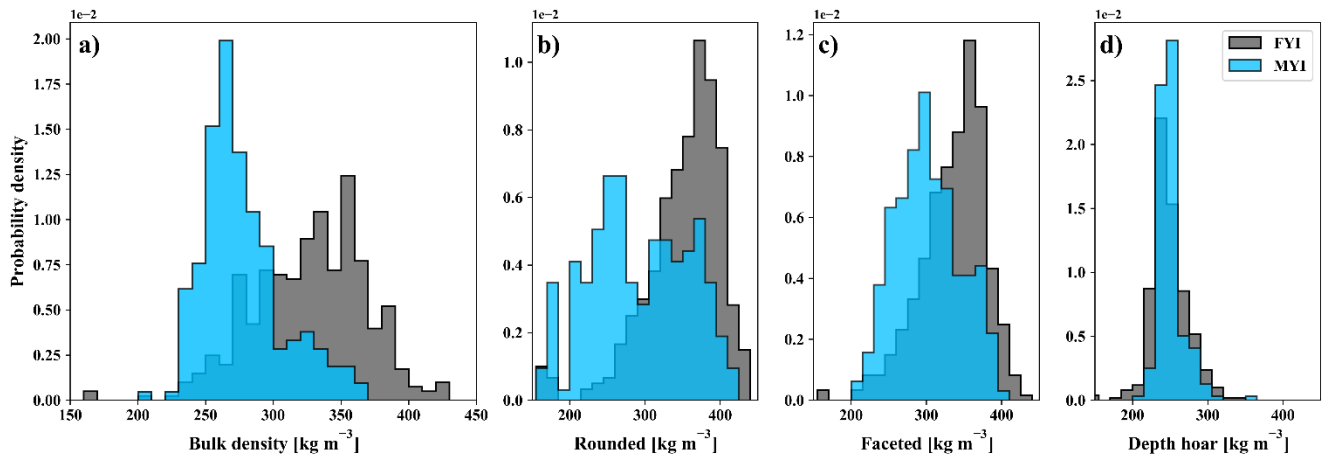 1e−2
1e−2
1e−2
1e−2
a)
b)
c)
d)
FYI
MYI
Probability density
2.00
1.75
1.50
1.25
1.00
0.75
0.50
0.25
0.00
150
200
250
300
350
400
450
Bulk density [kg m−3]
1.0
0.8
0.6
0.4
0.2
0.0
200
300
400
Rounded [kg m−3]
1.2
1.0
0.8
0.6
0.4
0.2
0.0
200
300
400
Faceted [kg m−3]
2.5
2.0
1.5
1.0
0.5
0.0
200
300
400
Depth hoar [kg m−3]